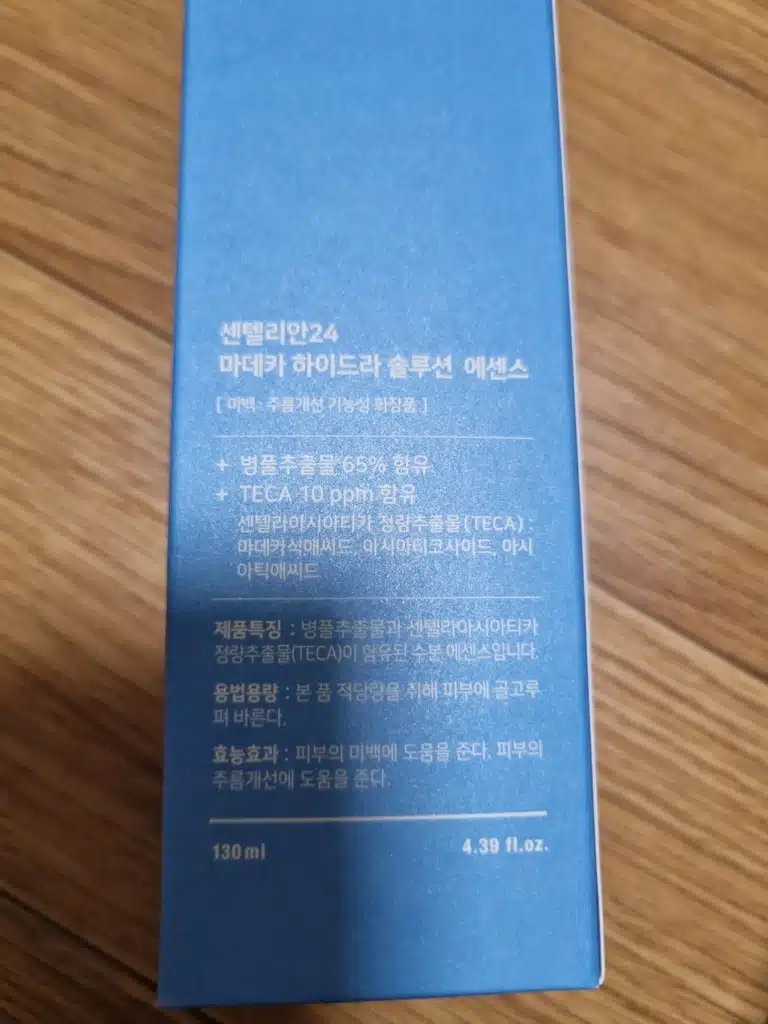 센텔리안24
마데카 하이드라 솔루션 에센스
[ 미백 · 주름개선 기능성 화장품 ]
+ 병풀추출물 65% 함유
+ TECA 10 ppm 함유
센텔라아시아티카 정량추출물(TECA) :
마데카식애씨드, 아시아티코사이드, 아시
아틱애씨드
제품특징 : 병풀추출물과 센텔라아시아티카
정량추출물(TECA)이 함유된 수분 에센스입니다.
용법용량 : 본 품 적당량을 취해 피부에 골고루
펴 바른다.
효능효과 : 피부의 미백에 도움을 준다. 피부의
주름개선에 도움을 준다.
130ml
4.39 fl.oz.